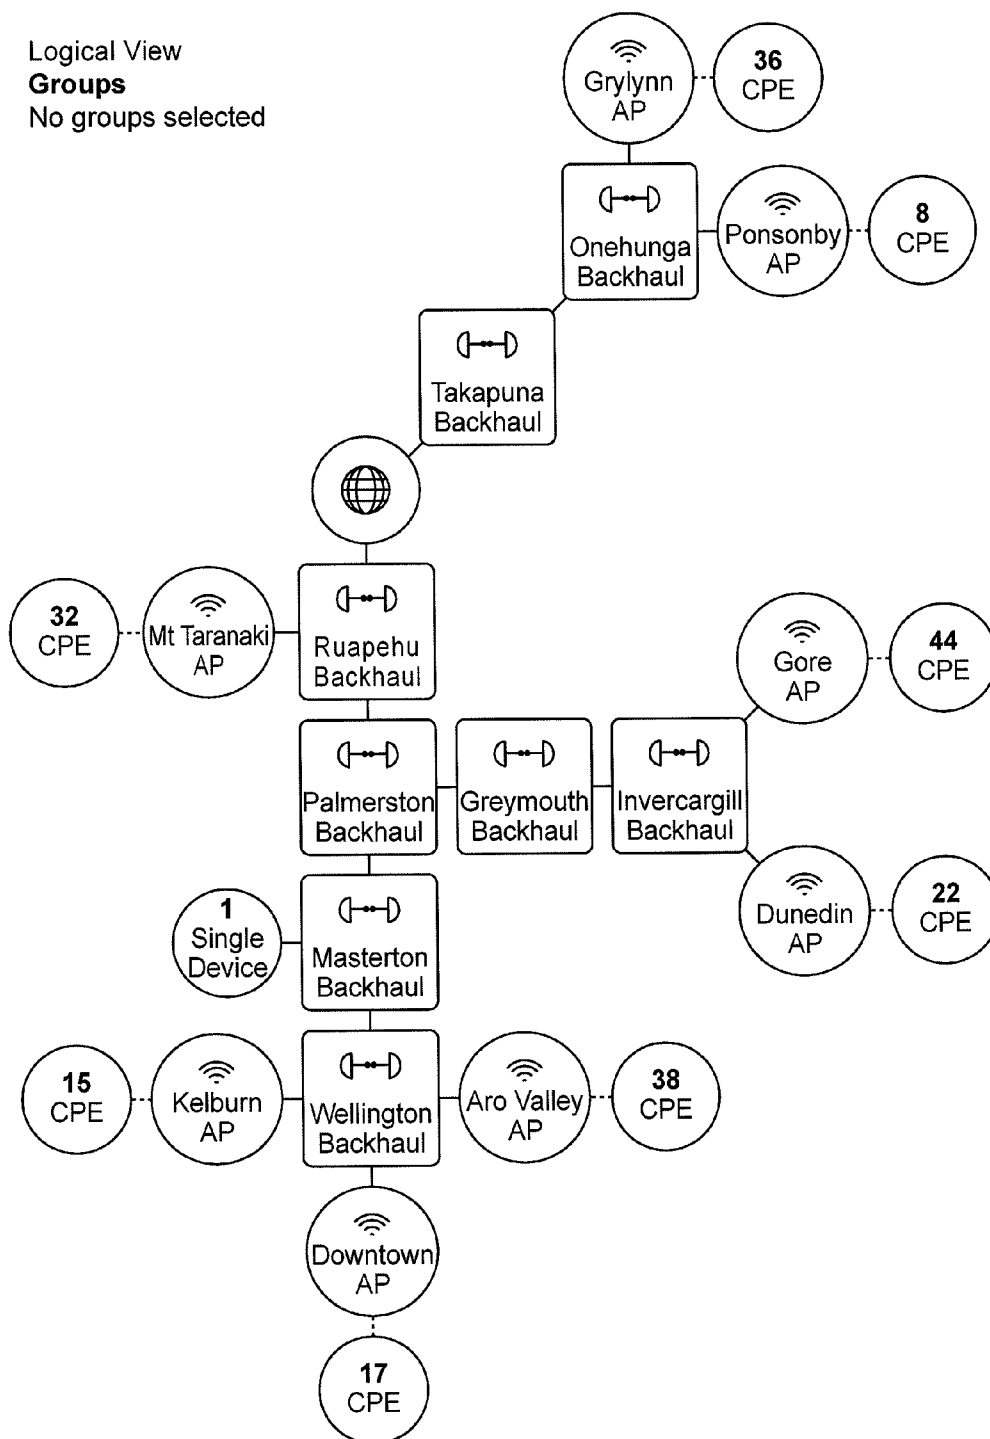 Logical View
Groups
No groups selected
Grylynn
AP
36
CPE
Onehunga
Backhaul
Ponsonby
AP
8
CPE
Takapuna
Backhaul
32
CPE
Mt Taranaki
AP
Ruapehu
Backhaul
Gore
AP
44
CPE
Palmerston
Backhaul
Greymouth
Backhaul
Invercargill
Backhaul
1
Single
Device
Masterton
Backhaul
Dunedin
AP
22
CPE
15
CPE
Kelburn
AP
Wellington
Backhaul
Aro Valley
AP
38
CPE
Downtown
AP
17
CPE